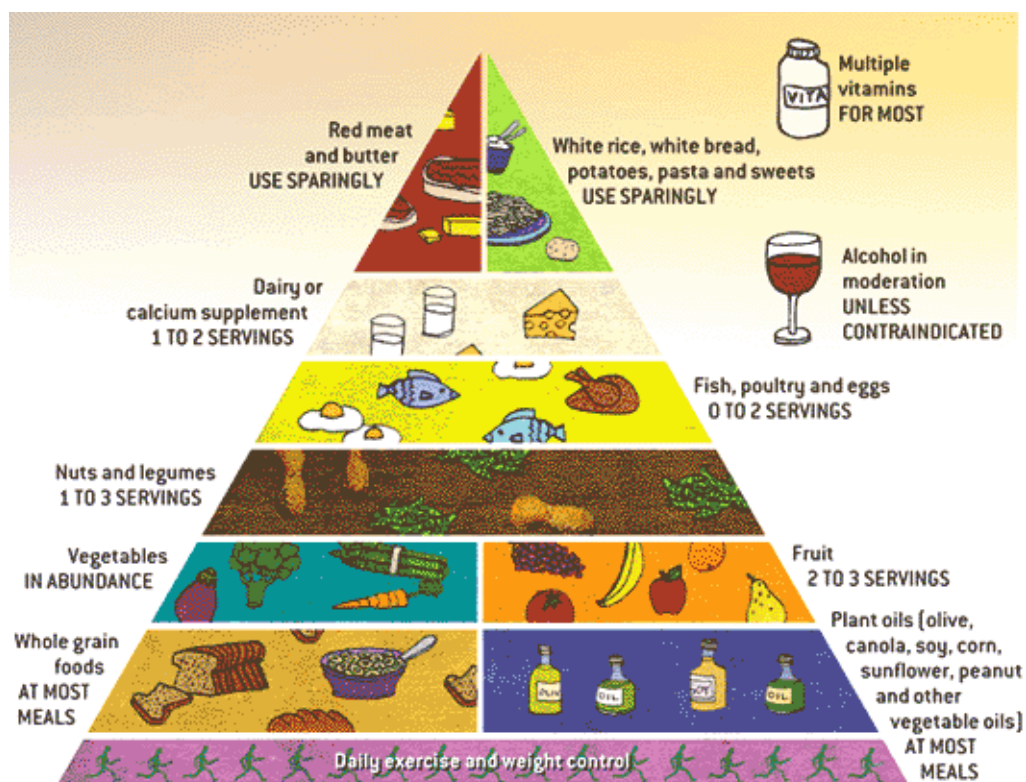 Multiple
vitamins
FOR MOST
VITA
Red meat
and butter
USE SPARINGLY
White rice, white bread,
potatoes, pasta and sweets
USE SPARINGLY
Alcohol in
moderation
UNLESS
CONTRAINDICATED
Dairy or
calcium supplement
1 TO 2 SERVINGS
Fish, poultry and eggs
0 TO 2 SERVINGS
Nuts and legumes
1 TO 3 SERVINGS
Vegetables
IN ABUNDANCE
Fruit
2 TO 3 SERVINGS
Whole grain
foods
AT MOST
MEALS
Plant oils (olive,
canola, soy, corn,
sunflower, peanut
and other
vegetable oils)
AT MOST
MEALS
OIL
OIL
Daily exercise and weight control